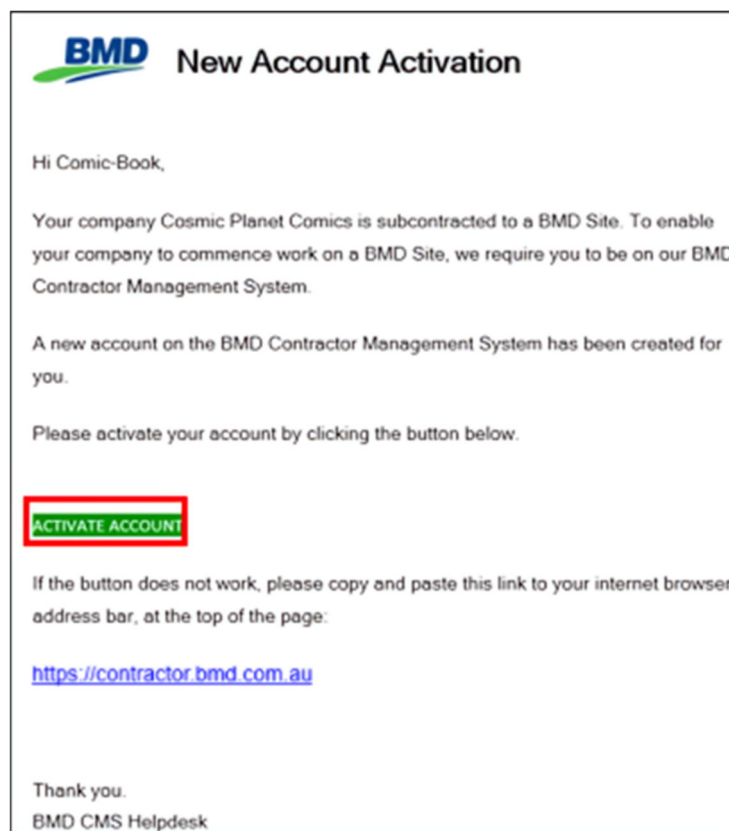 BMD New Account Activation
Hi Comic-Book,
Your company Cosmic Planet Comics is subcontracted to a BMD Site. To enable
your company to commence work on a BMD Site, we require you to be on our BMD
Contractor Management System.
A new account on the BMD Contractor Management System has been created for
you.
Please activate your account by clicking the button below.
ACTIVATE ACCOUNT
If the button does not work, please copy and paste this link to your internet browser
address bar, at the top of the page:
https://contractor.bmd.com.au
Thank you.
BMD CMS Helpdesk